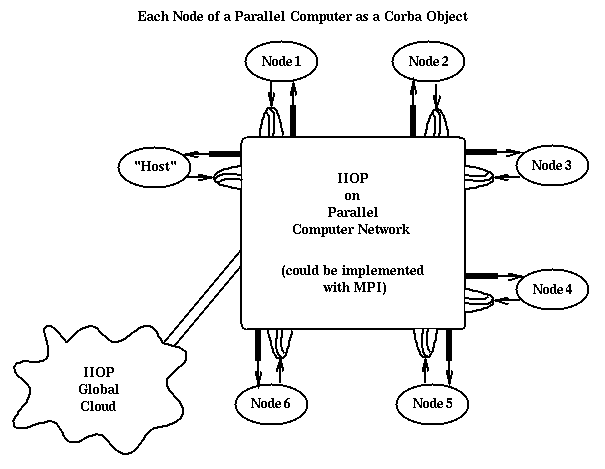 Each Node of a Parallel Computer as a Corba Object
Node 1
Node 2
"Host"
Node 3
IIOP
on
Parallel
Computer Network
(could be implemented
with MPI)
Node 4
IIOP
Global
Cloud
Node 6
Node 5